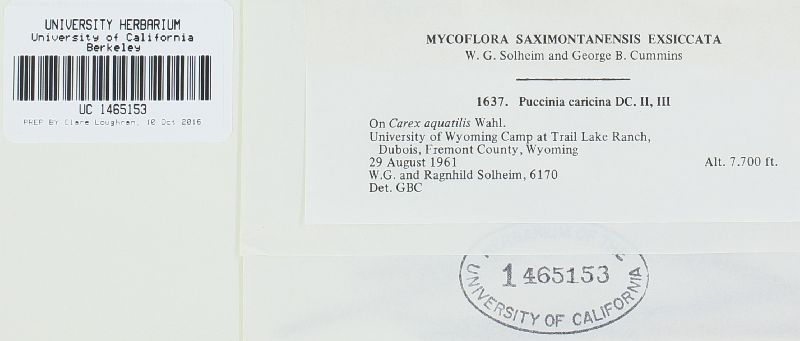 UNIVERSITY HERBARIUM
University of California
Berkeley
UC 1465153
PREP BY Clare Loughran, 10 Oct 2016
MYCOFLORA SAXIMONTANENSIS EXSICCATA
W. G. Solheim and George B. Cummins
1637. Puccinia caricina DC. II, III
On Carex aquatilis Wahl.
University of Wyoming Camp at Trail Lake Ranch,
Dubois, Fremont County, Wyoming
29 August 1961 Alt. 7.700 ft.
W.G. and Ragnhild Solheim, 6170
Det. GBC
OF THE
1465153
UNIVERSITY OF CALIFORNIA